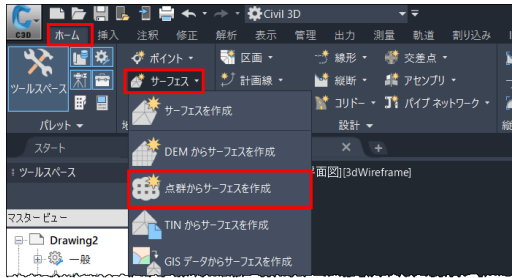 C3D Civil 3D
ホーム 挿入 注釈 修正 解析 表示 管理 出力 測量 軌道 割り込み
ツールスペース
ポイント 区画 線形 交差点
サーフェス 計画線 縦断 アセンブリ
コリドー パイプ ネットワーク
パレット 設計
サーフェスを作成
DEM からサーフェスを作成
点群からサーフェスを作成
TIN からサーフェスを作成
GIS データからサーフェスを作成
スタート
面図][3dWireframe]
ツールスペース
マスター ビュー
Drawing2
一般